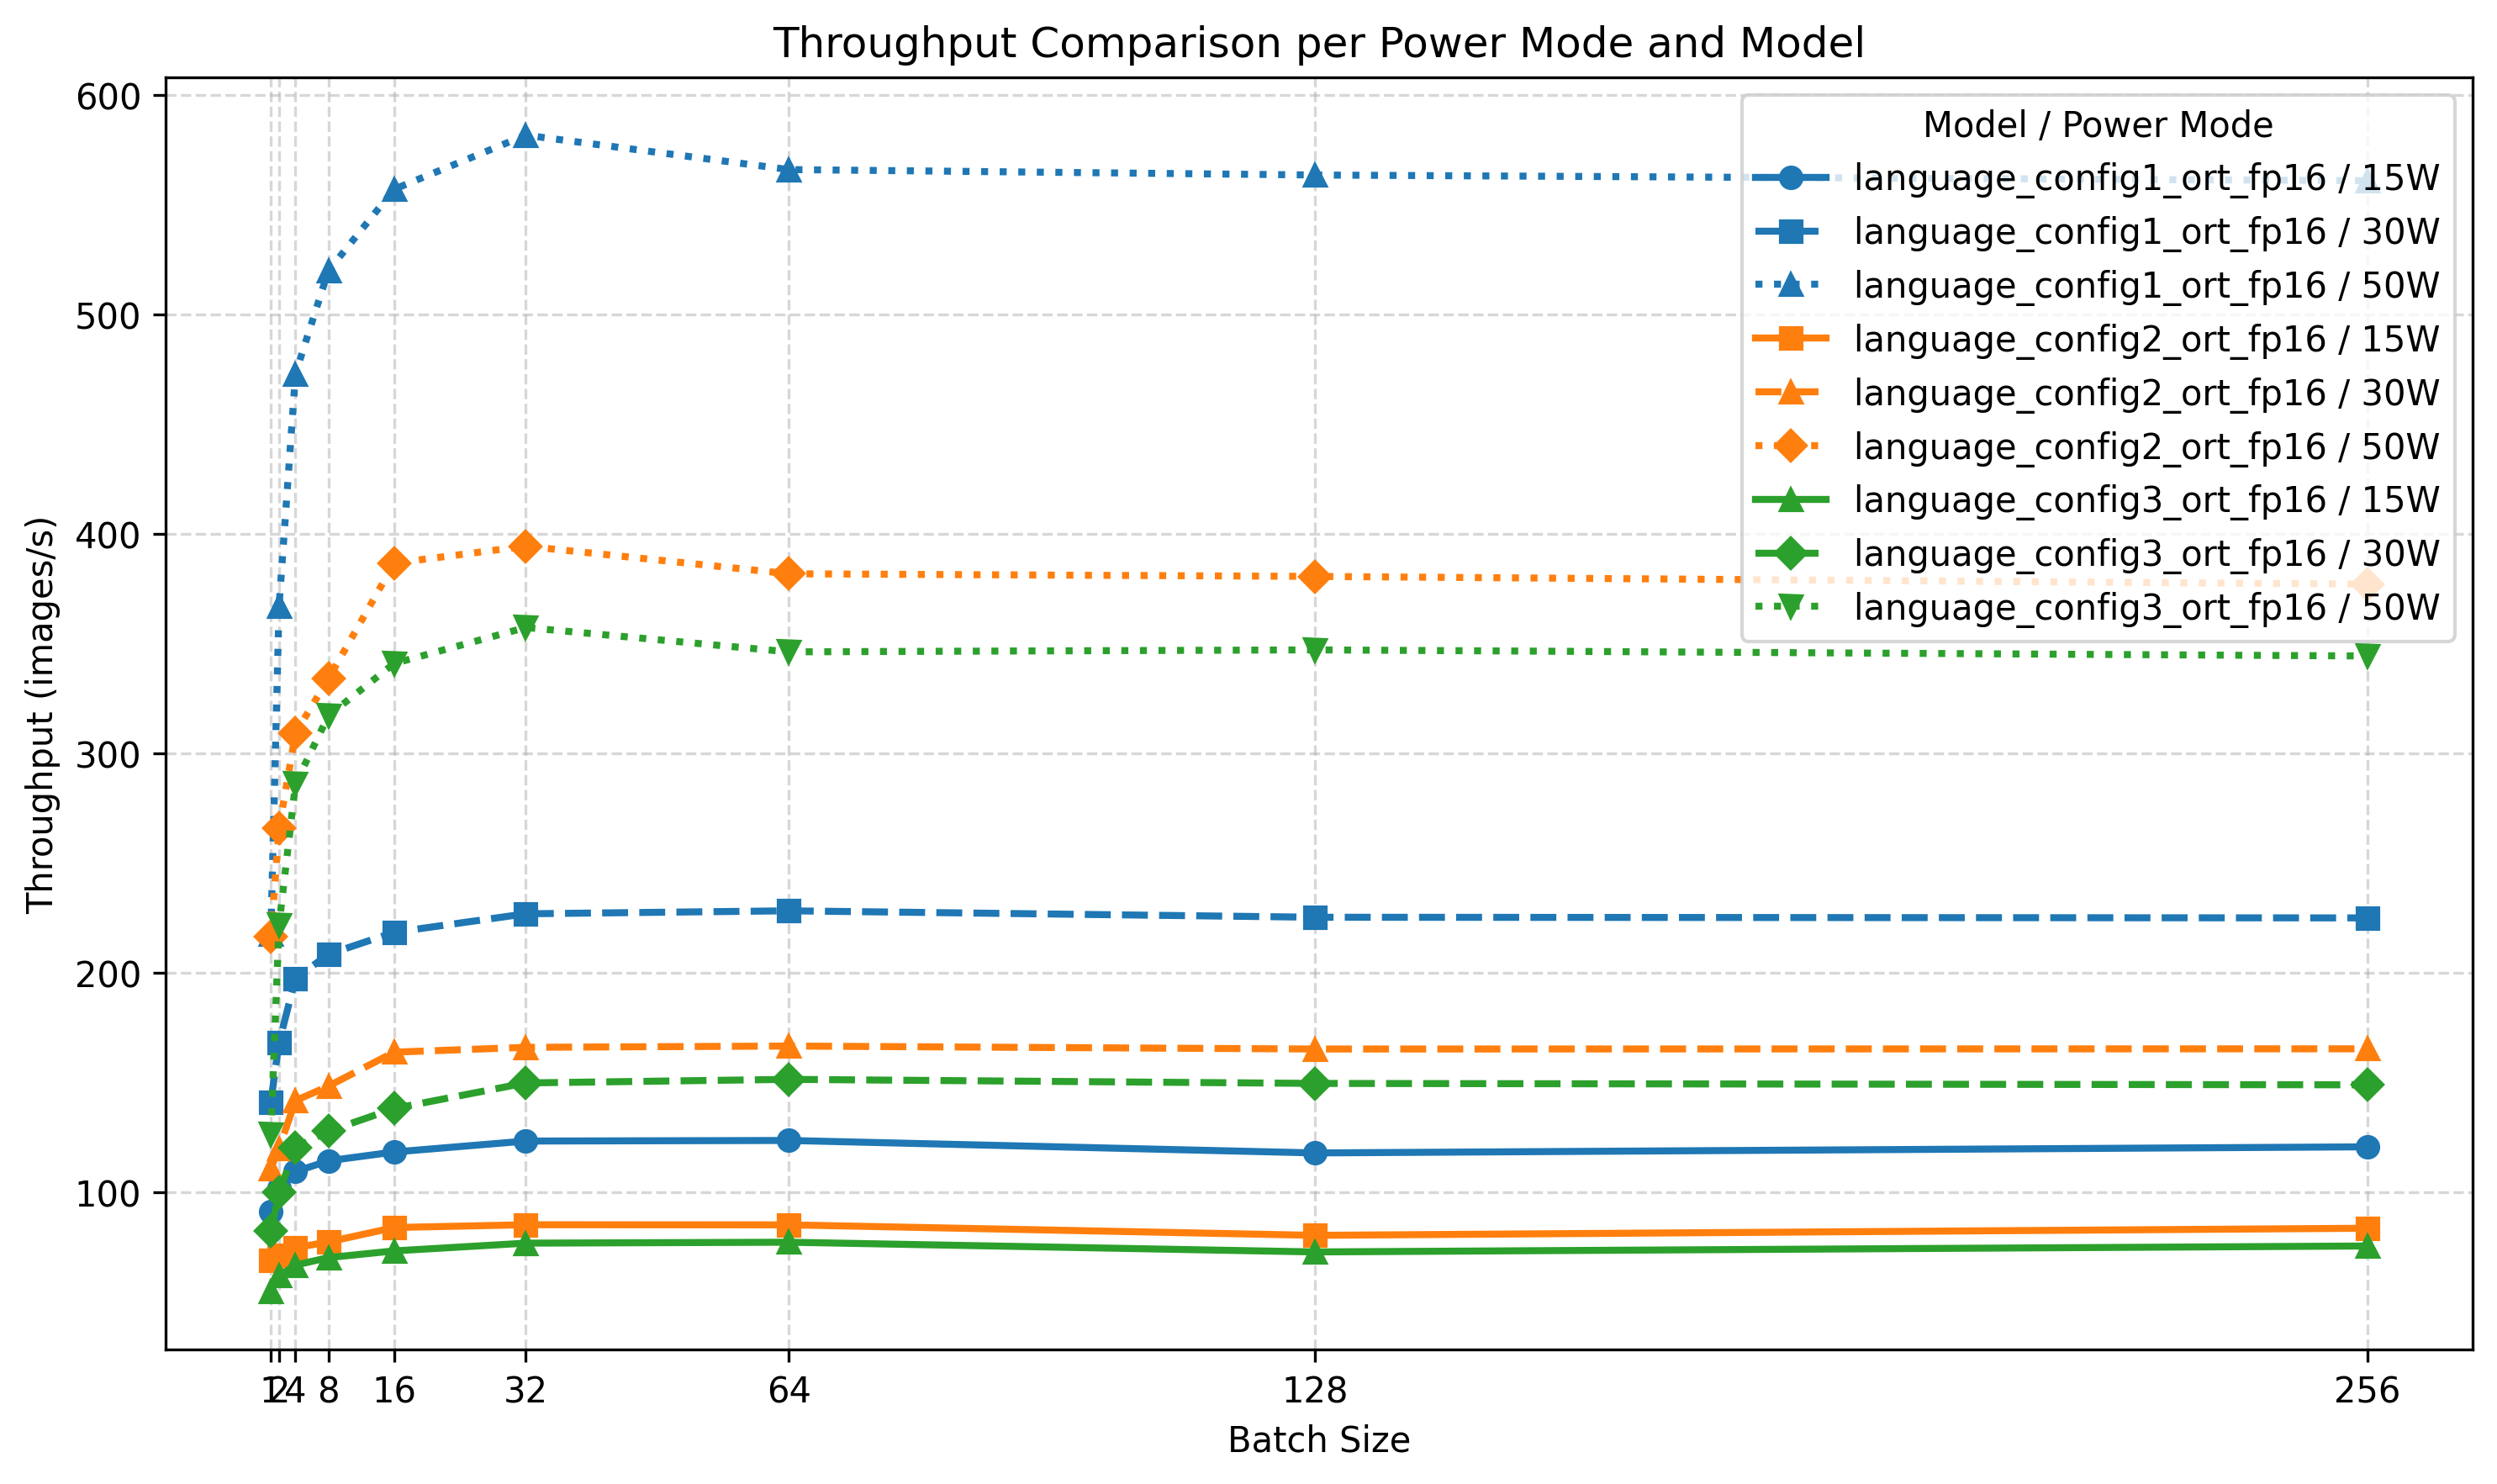 Throughput Comparison per Power Mode and Model
600
500
400
300
200
100
Throughput (images/s)
Model / Power Mode
language_config1_ort_fp16 / 15W
language_config1_ort_fp16 / 30W
language_config1_ort_fp16 / 50W
language_config2_ort_fp16 / 15W
language_config2_ort_fp16 / 30W
language_config2_ort_fp16 / 50W
language_config3_ort_fp16 / 15W
language_config3_ort_fp16 / 30W
language_config3_ort_fp16 / 50W
1 2 4 8 16 32 64 128 256
Batch Size